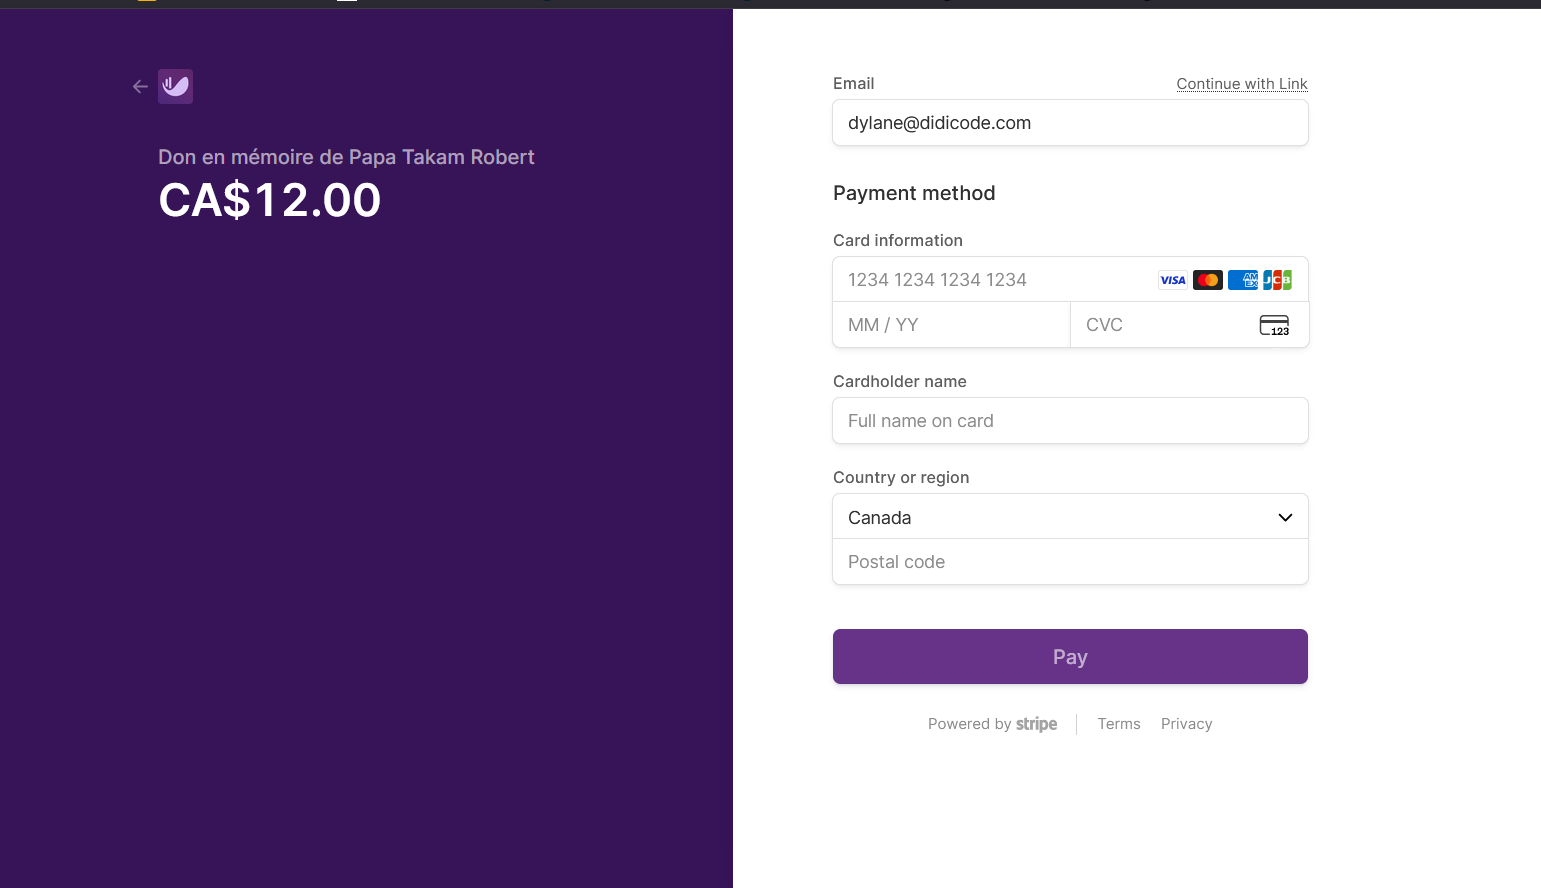 Don en mémoire de Papa Takam Robert
CA$12.00
Email
Continue with Link
dylane@didicode.com
Payment method
Card information
1234 1234 1234 1234
VISA
AM
EX
JCB
MM / YY
CVC
123
Cardholder name
Full name on card
Country or region
Canada
Postal code
Pay
Powered by stripe
Terms
Privacy